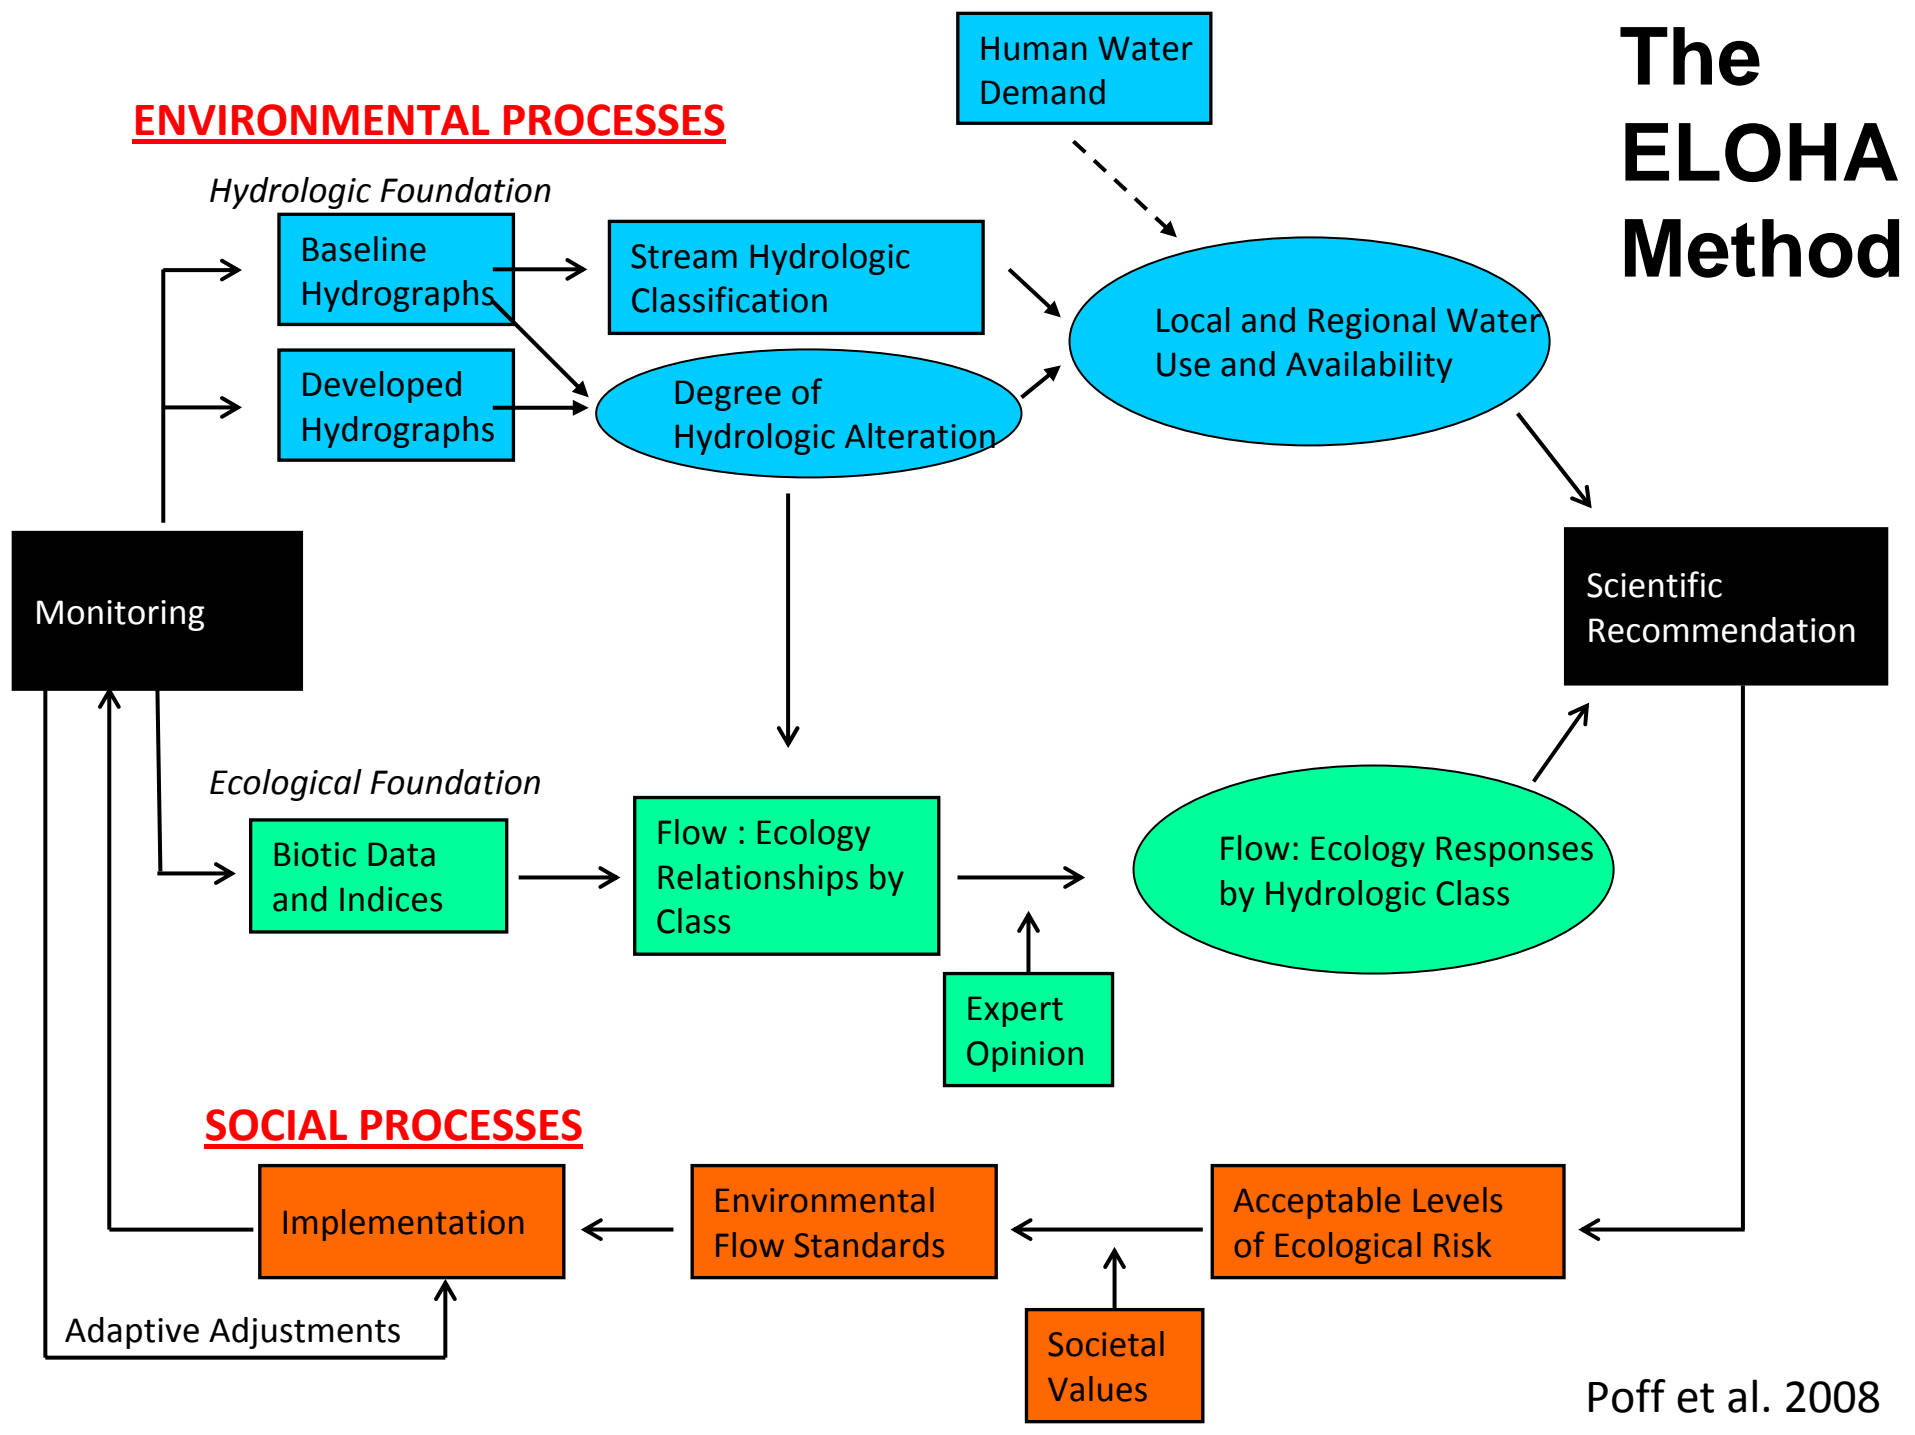 The
ELOHA
Method
Human Water
Demand
ENVIRONMENTAL PROCESSES
Hydrologic Foundation
Baseline
Hydrographs
Stream Hydrologic
Classification
Local and Regional Water
Use and Availability
Developed
Hydrographs
Degree of
Hydrologic Alteration
Monitoring
Scientific
Recommendation
Ecological Foundation
Biotic Data
and Indices
Flow : Ecology
Relationships by
Class
Flow: Ecology Responses
by Hydrologic Class
Expert
Opinion
SOCIAL PROCESSES
Implementation
Environmental
Flow Standards
Acceptable Levels
of Ecological Risk
Adaptive Adjustments
Societal
Values
Poff et al. 2008